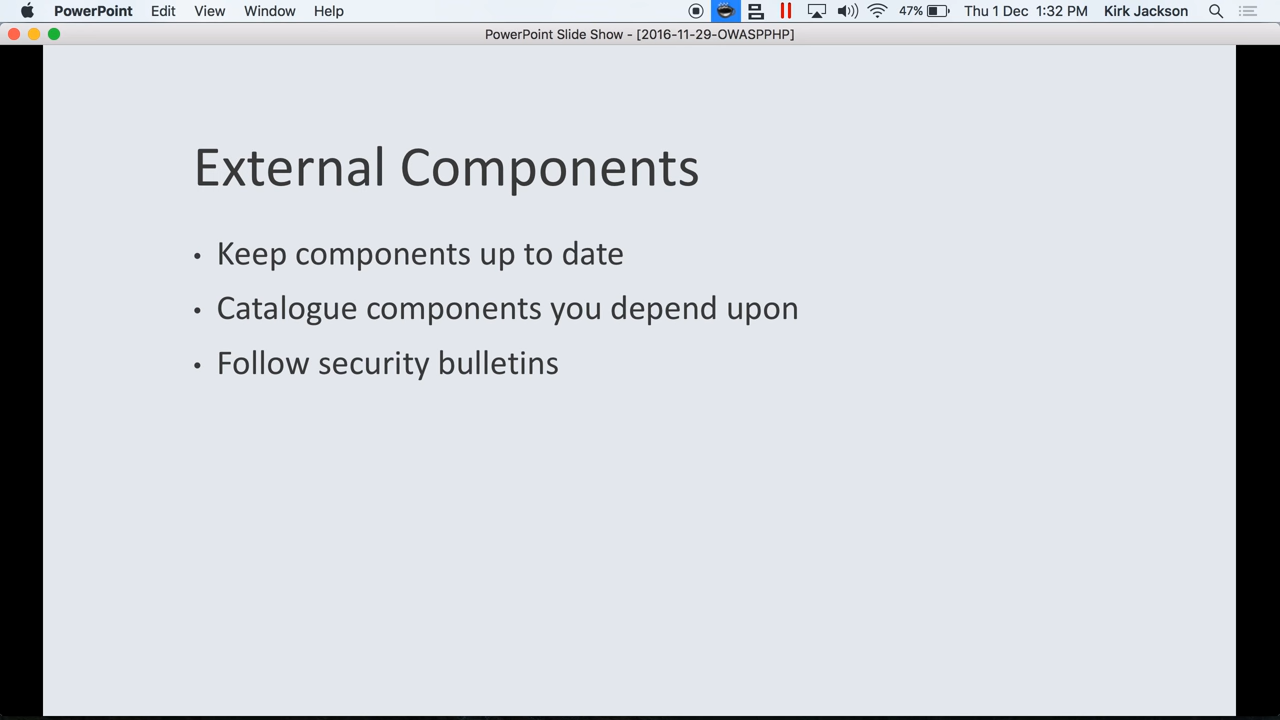 PowerPoint Edit View Window Help 47% Thu 1 Dec 1:32 PM Kirk Jackson
PowerPoint Slide Show - [2016-11-29-OWASPPHP]
External Components
• Keep components up to date
• Catalogue components you depend upon
• Follow security bulletins